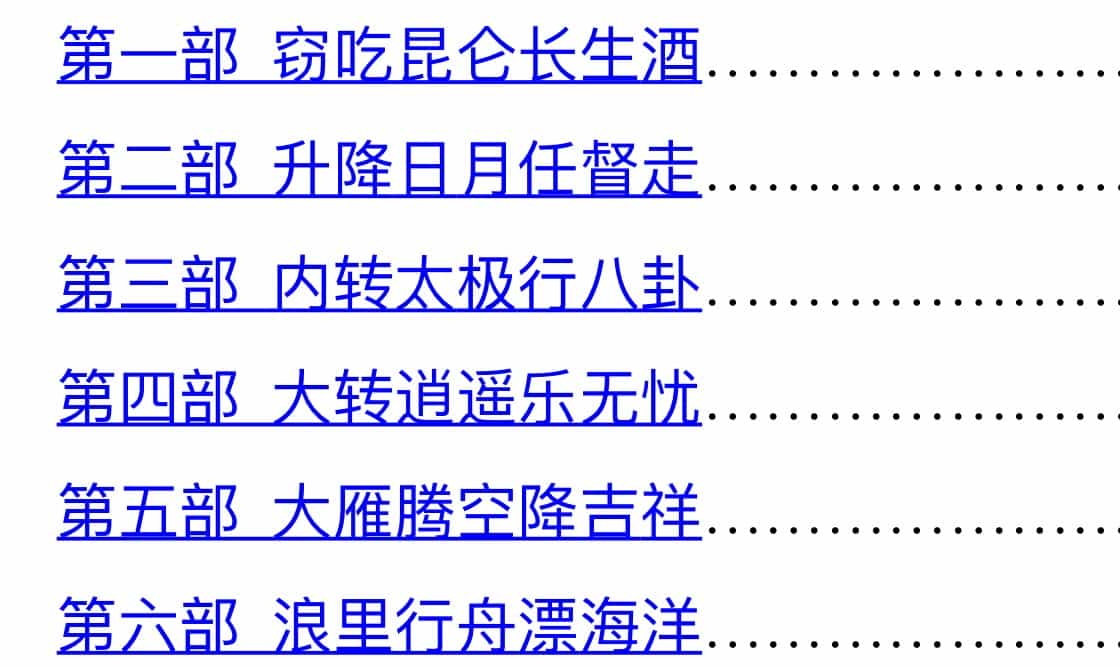 第一部 窃吃昆仑长生酒....................
第二部 升降日月任督走....................
第三部 内转太极行八卦....................
第四部 大转逍遥乐无忧....................
第五部 大雁腾空降吉祥....................
第六部 浪里行舟漂海洋....................